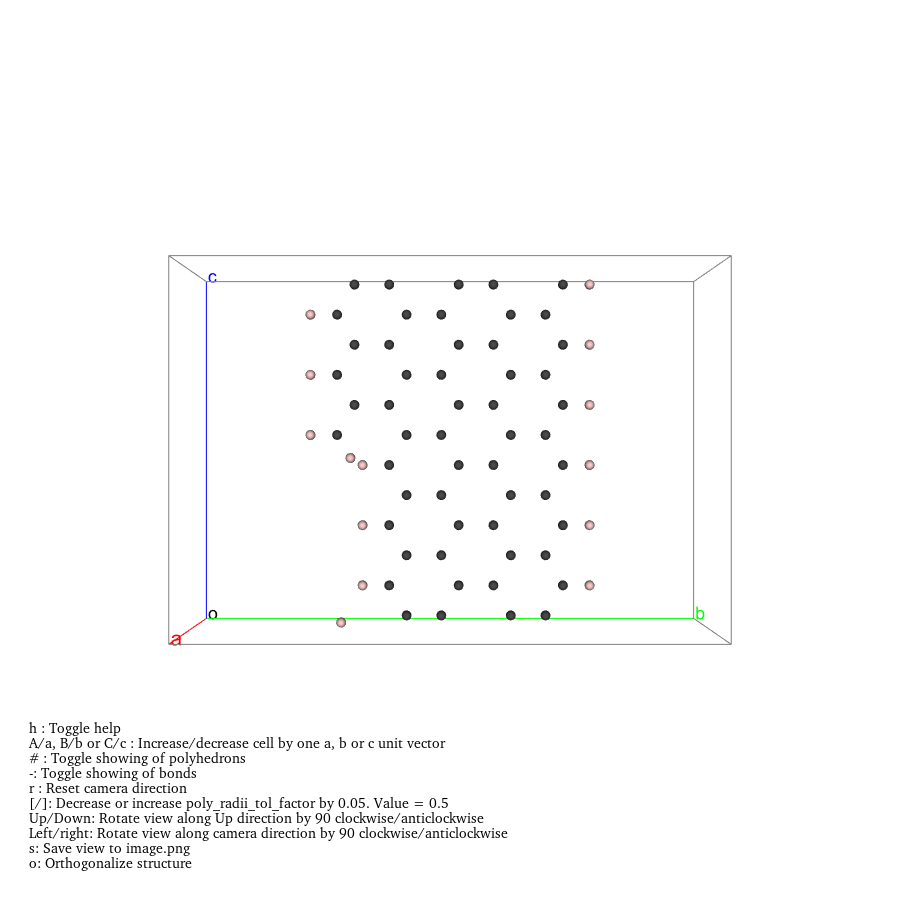 c
o
b
a
h : Toggle help
A/a, B/b or C/c : Increase/decrease cell by one a, b or c unit vector
# : Toggle showing of polyhedrons
-: Toggle showing of bonds
r : Reset camera direction
[/]: Decrease or increase poly_radii_tol_factor by 0.05. Value = 0.5
Up/Down: Rotate view along Up direction by 90 clockwise/anticlockwise
Left/right: Rotate view along camera direction by 90 clockwise/anticlockwise
s: Save view to image.png
o: Orthogonalize structure